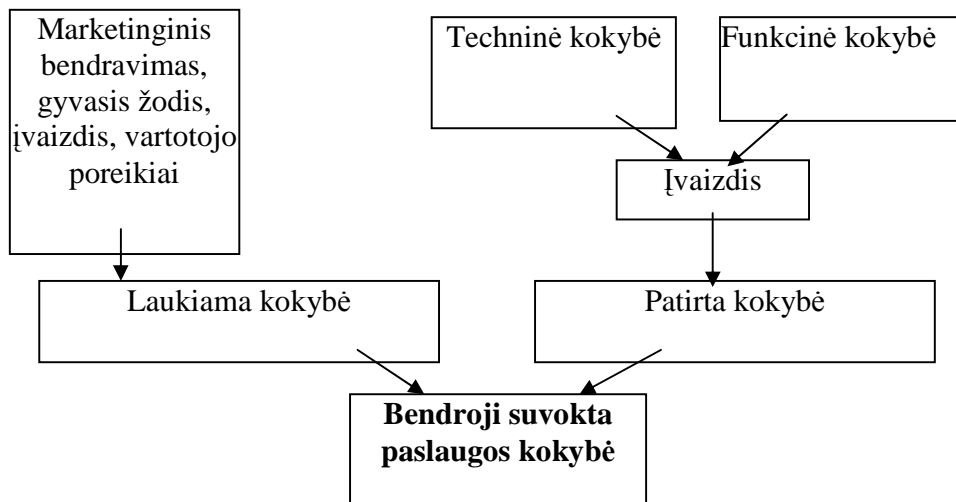 Marketinginis
bendravimas,
gyvasis žodis,
įvaizdis, vartotojo
poreikiai
Techninė kokybė
Funkcinė kokybė
Įvaizdis
Laukiama kokybė
Patirta kokybė
Bendroji suvokta
paslaugos kokybė